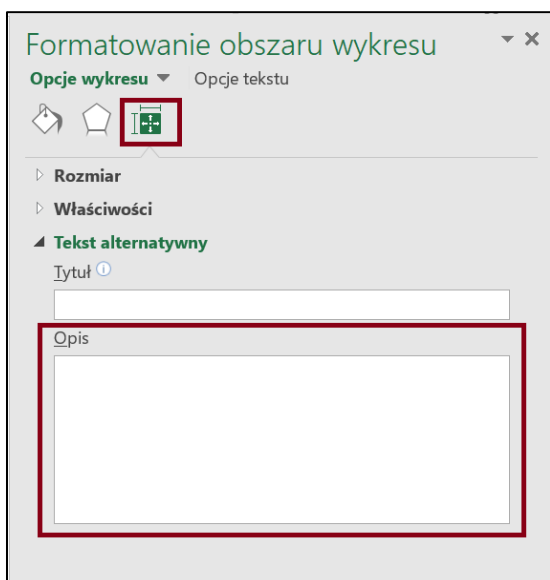 Formatowanie obszaru wykresu
Opcje wykresu Opcje tekstu
Rozmiar
Właściwości
Tekst alternatywny
Tytuł
Opis